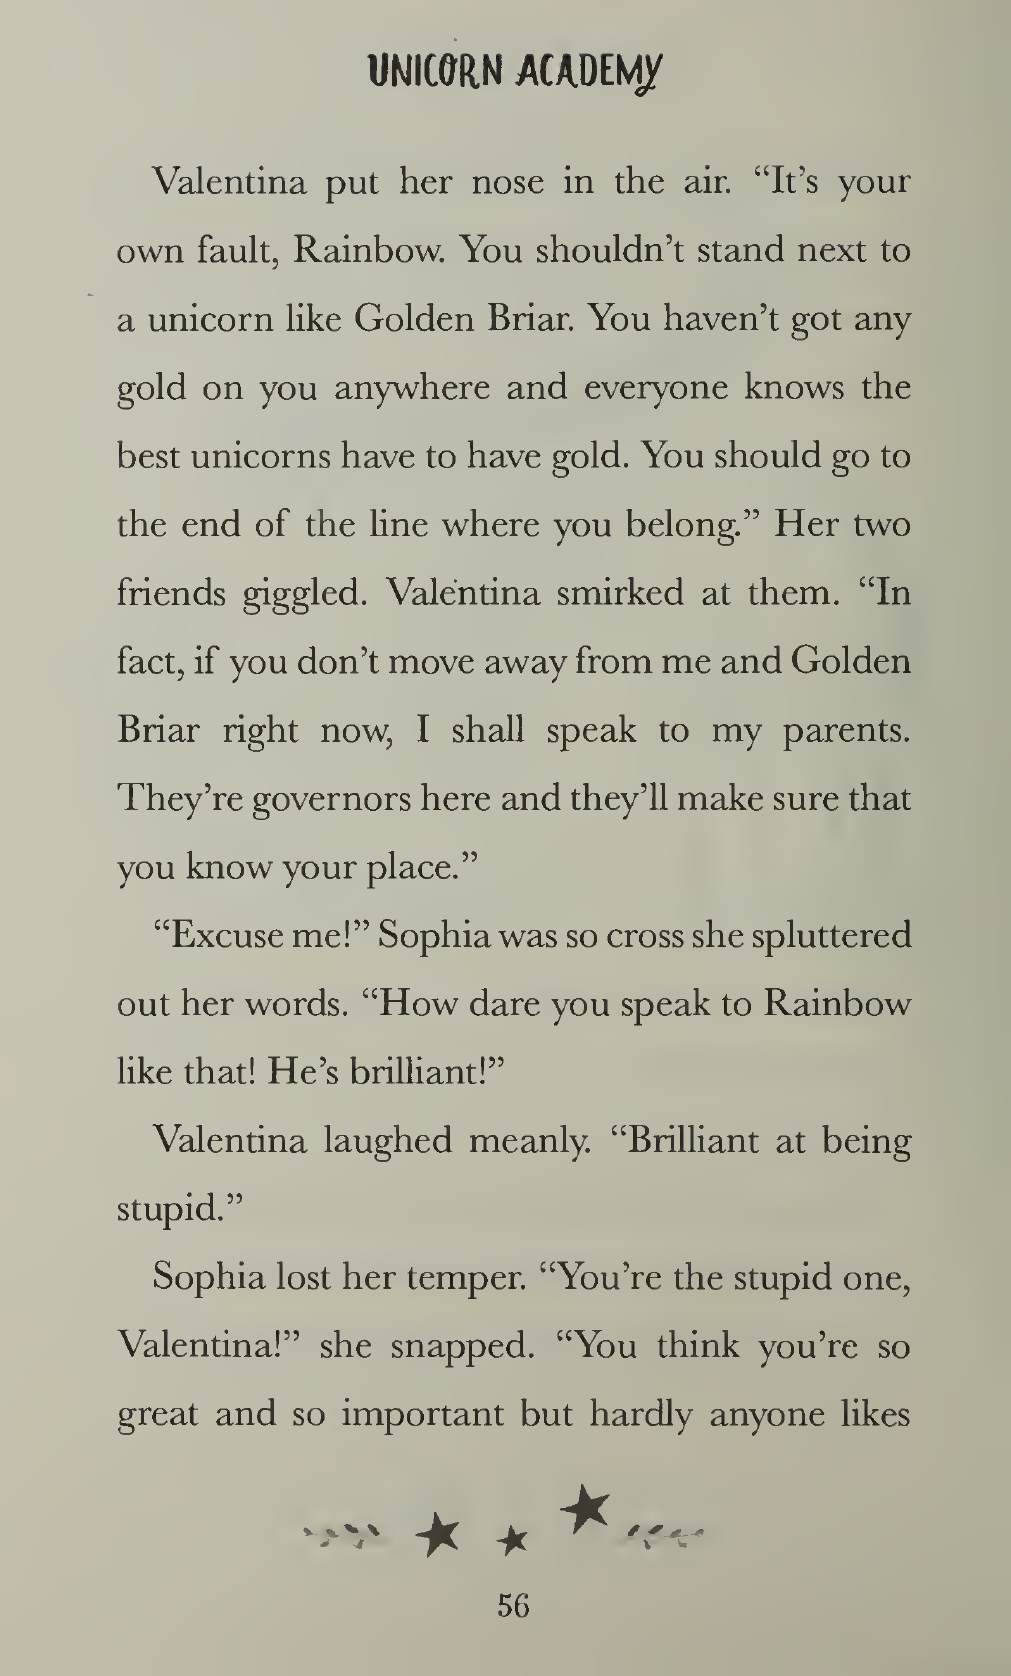 UNICORN ACADEMY
Valentina put her nose in the air. “It’s your
own fault, Rainbow. You shouldn’t stand next to
a unicorn like Golden Briar. You haven’t got any
gold on you anywhere and everyone knows the
best unicorns have to have gold. You should go to
the end of the line where you belong.” Her two
friends giggled. Valentina smirked at them. “In
fact, if you don’t move away from me and Golden
Briar right now, I shall speak to my parents.
They’re governors here and they’ll make sure that
you know your place.”
“Excuse me!” Sophia was so cross she spluttered
out her words. “How dare you speak to Rainbow
like that! He’s brilliant!”
Valentina laughed meanly. “Brilliant at being
stupid.”
Sophia lost her temper. “You’re the stupid one,
Valentina!” she snapped. “You think you’re so
great and so important but hardly anyone likes
56